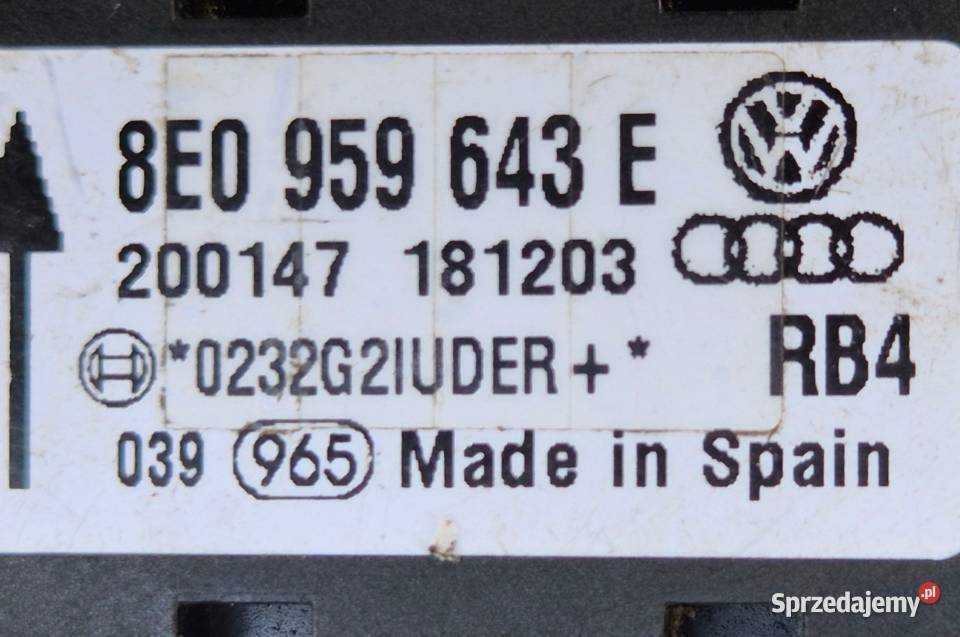 8E0 959 643 E
200147 181203
*0232G2IUDER+*
RB4
039 965 Made in Spain
Sprzedajemy.pl